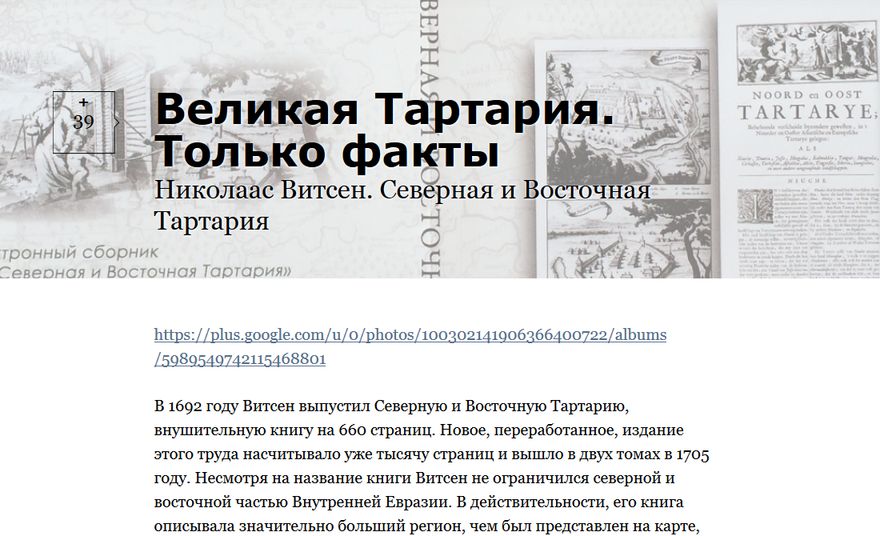 +
39
Великая Тартария.
Только факты
Николаас Витсен. Северная и Восточная
Тартария
ВЕРНАЯ И ВОСТОЧН
NOORD en OOST
TARTARYE;
ALS
NIUCHE
тронный сборник
Северная и Восточная Тартария»
https://plus.google.com/u/0/photos/100302141906366400722/albums
/5989549742115468801
В 1692 году Витсен выпустил Северную и Восточную Тартарию,
внушительную книгу на 660 страниц. Новое, переработанное, издание
этого труда насчитывало уже тысячу страниц и вышло в двух томах в 1705
году. Несмотря на название книги Витсен не ограничился северной и
восточной частью Внутренней Евразии. В действительности, его книга
описывала значительно больший регион, чем был представлен на карте,